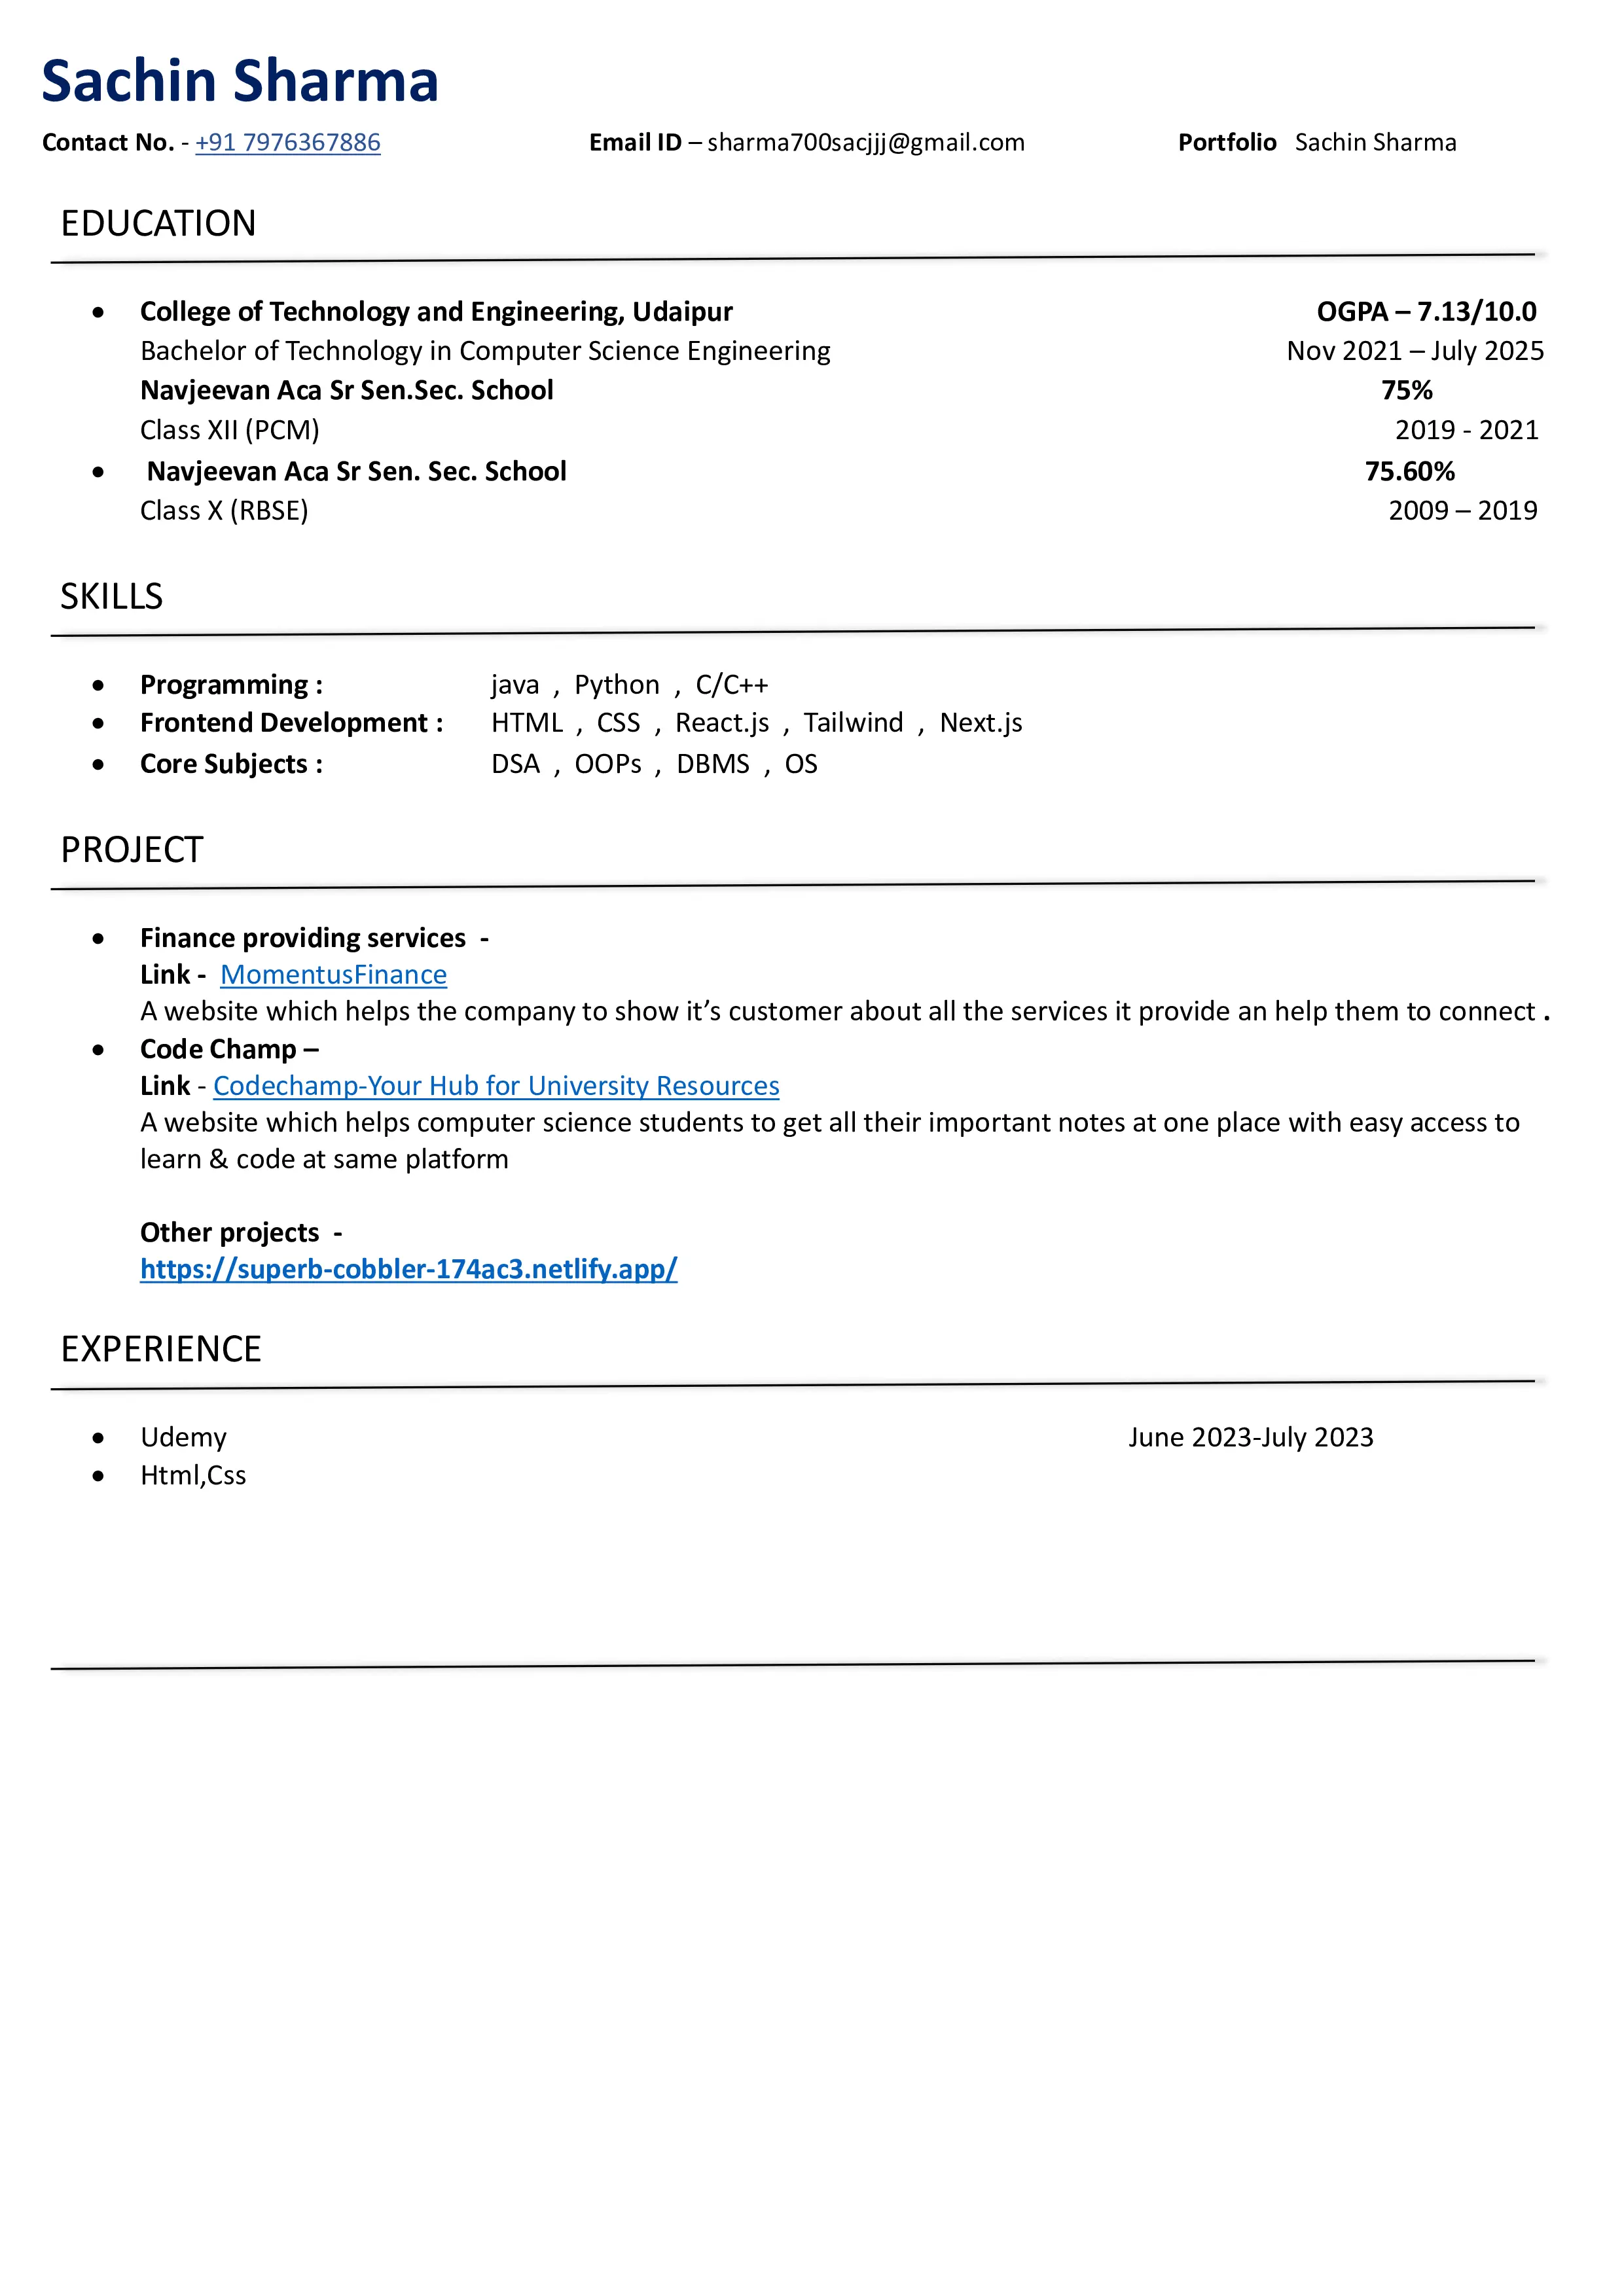 Sachin Sharma
Contact No. - +91 7976367886 Email ID – sharma700sacjjj@gmail.com Portfolio Sachin Sharma
EDUCATION
• College of Technology and Engineering, Udaipur OGPA – 7.13/10.0
Bachelor of Technology in Computer Science Engineering Nov 2021 – July 2025
Navjeevan Aca Sr Sen.Sec. School 75%
Class XII (PCM) 2019 - 2021
• Navjeevan Aca Sr Sen. Sec. School 75.60%
Class X (RBSE) 2009 – 2019
SKILLS
• Programming : java , Python , C/C++
• Frontend Development : HTML , CSS , React.js , Tailwind , Next.js
• Core Subjects : DSA , OOPs , DBMS , OS
PROJECT
• Finance providing services -
Link - MomentusFinance
A website which helps the company to show it’s customer about all the services it provide an help them to connect .
• Code Champ –
Link - Codechamp-Your Hub for University Resources
A website which helps computer science students to get all their important notes at one place with easy access to
learn & code at same platform
Other projects -
https://superb-cobbler-174ac3.netlify.app/
EXPERIENCE
• Udemy June 2023-July 2023
• Html,Css